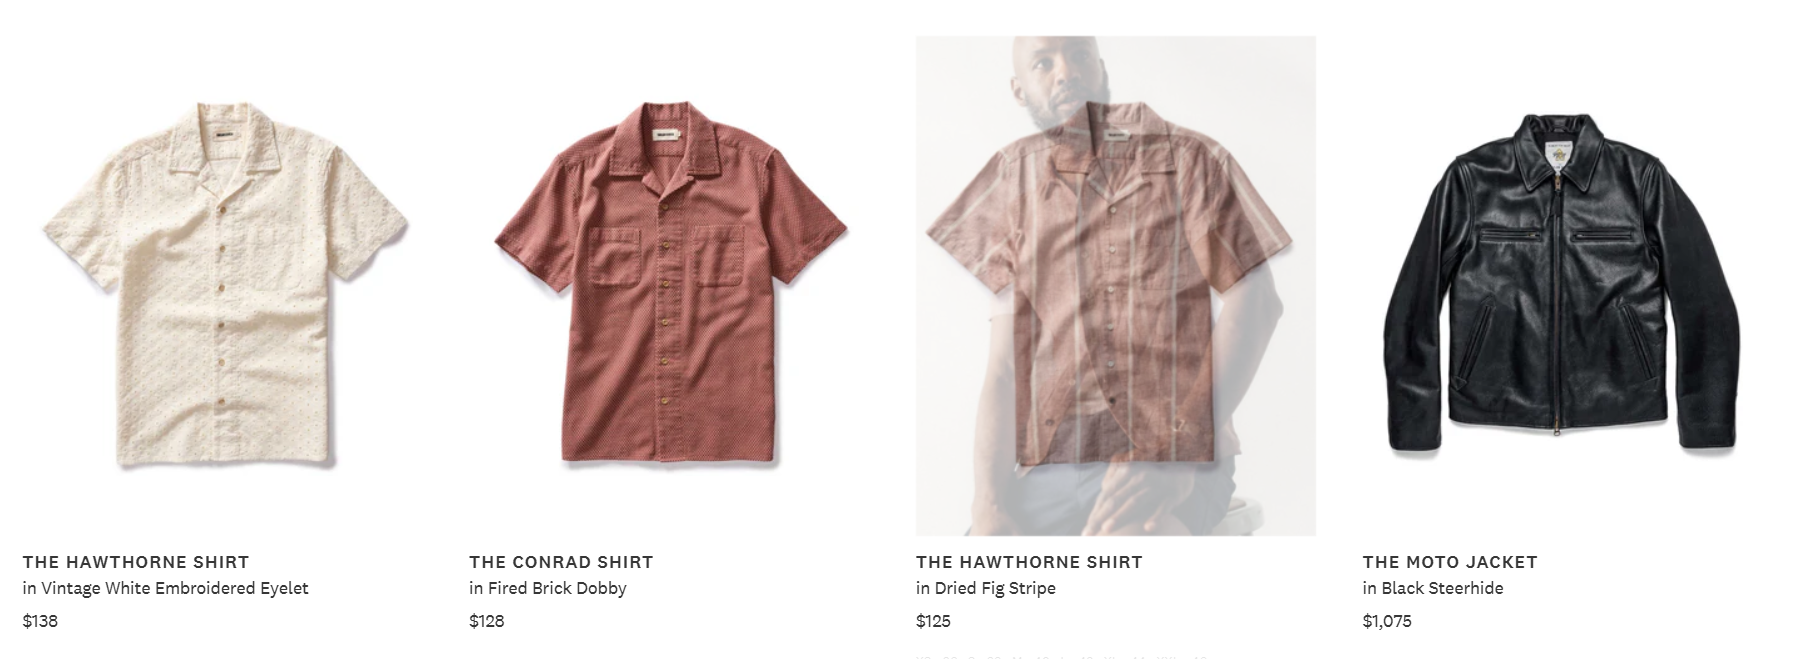 THE HAWTHORNE SHIRT
in Vintage White Embroidered Eyelet
$138
THE CONRAD SHIRT
in Fired Brick Dobby
$128
THE HAWTHORNE SHIRT
in Dried Fig Stripe
$125
THE MOTO JACKET
in Black Steerhide
$1,075